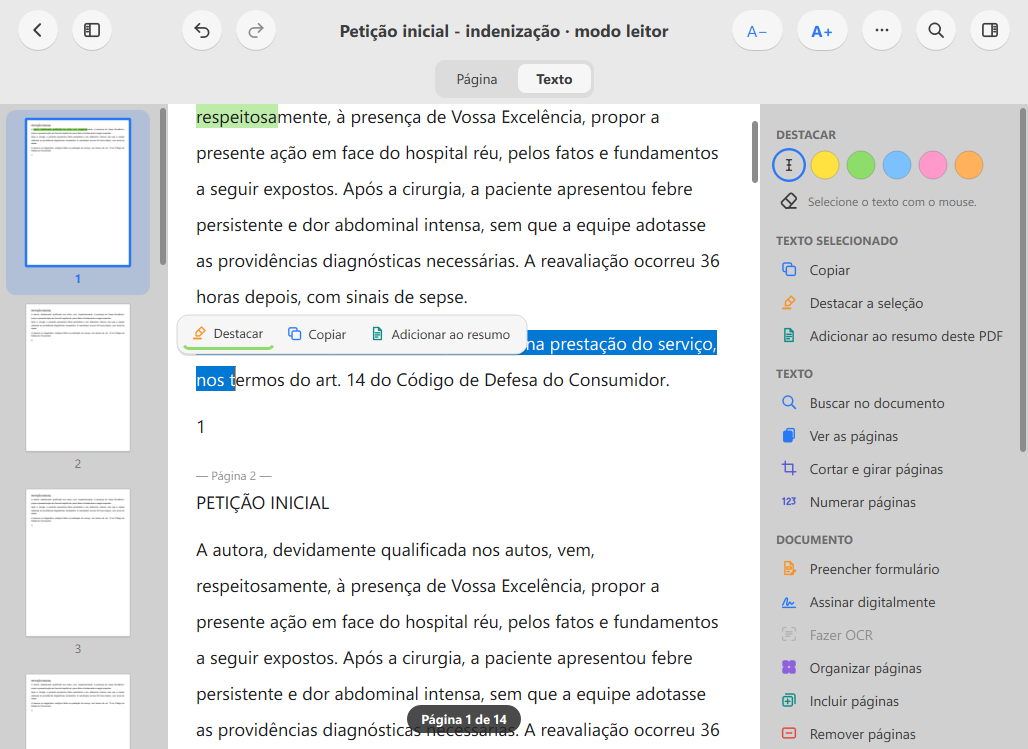 Petição inicial - indenização · modo leitor
A−
A+
Página
Texto
1
2
3
respeitosamente, à presença de Vossa Excelência, propor a
presente ação em face do hospital réu, pelos fatos e fundamentos
a seguir expostos. Após a cirurgia, a paciente apresentou febre
persistente e dor abdominal intensa, sem que a equipe adotasse
as providências diagnósticas necessárias. A reavaliação ocorreu 36
horas depois, com sinais de sepse.
Destacar
Copiar
Adicionar ao resumo
na prestação do serviço,
nos termos do art. 14 do Código de Defesa do Consumidor.
1
— Página 2 —
PETIÇÃO INICIAL
A autora, devidamente qualificada nos autos, vem,
respeitosamente, à presença de Vossa Excelência, propor a
presente ação em face do hospital réu, pelos fatos e fundamentos
a seguir expostos. Após a cirurgia, a paciente apresentou febre
persistente e dor abdominal intensa, sem que a equipe adotasse
as providências diagnósticas necessárias. A reavaliação ocorreu 36
Página 1 de 14
DESTACAR
Selecione o texto com o mouse.
TEXTO SELECIONADO
Copiar
Destacar a seleção
Adicionar ao resumo deste PDF
TEXTO
Buscar no documento
Ver as páginas
Cortar e girar páginas
123 Numerar páginas
DOCUMENTO
Preencher formulário
Assinar digitalmente
Fazer OCR
Organizar páginas
Incluir páginas
Remover páginas